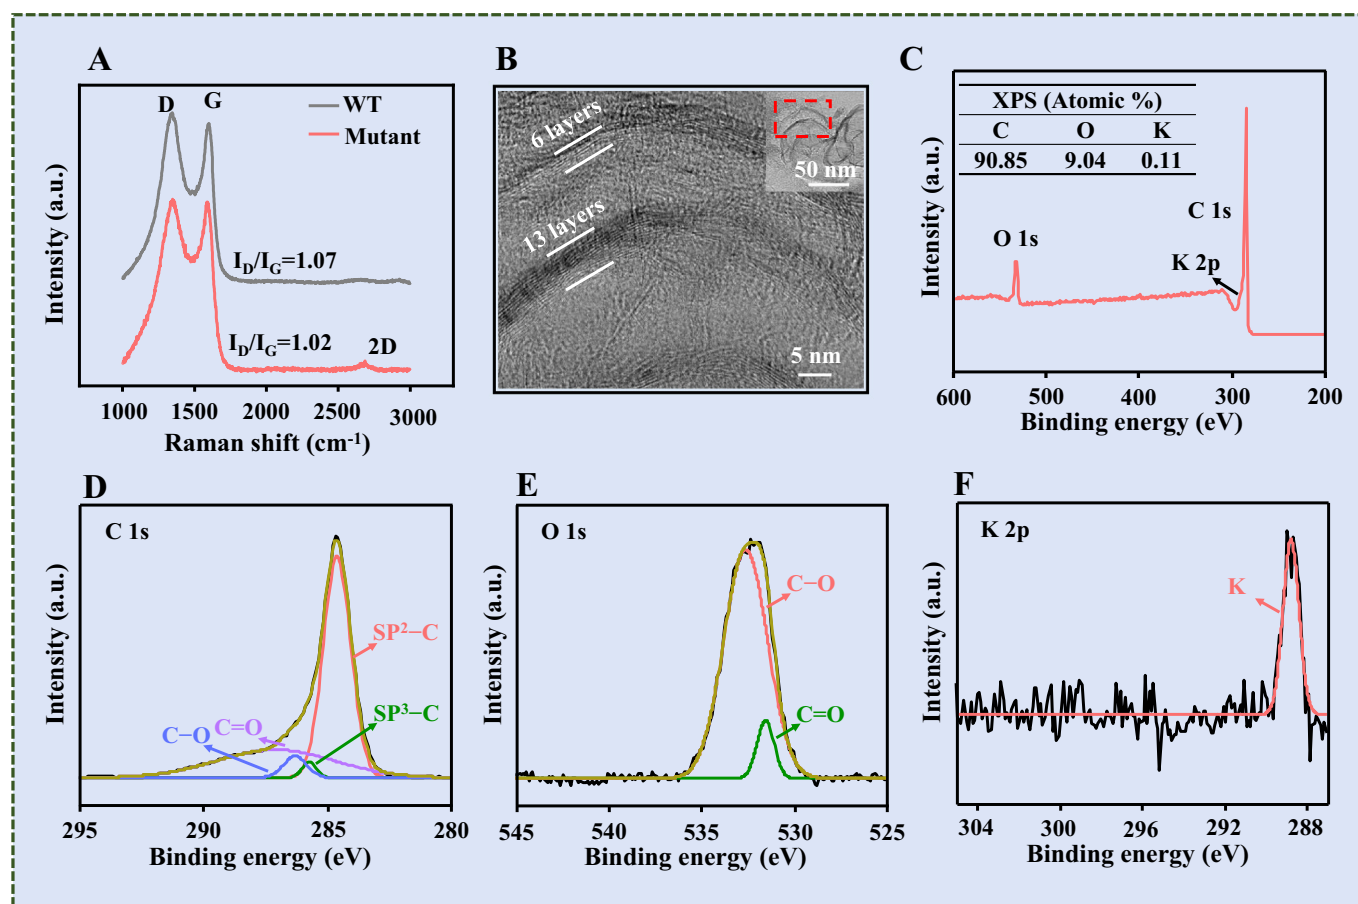 A
D
G
WT
Mutant
I_D/I_G=1.07
I_D/I_G=1.02
2D
Intensity (a.u.)
1000 1500 2000 2500 3000
Raman shift (cm⁻¹)
B
6 layers
13 layers
50 nm
5 nm
C
XPS (Atomic %)
C O K
90.85 9.04 0.11
C 1s
O 1s
K 2p
Intensity (a.u.)
600 500 400 300 200
Binding energy (eV)
D
C 1s
SP²−C
SP³−C
C=O
C−O
Intensity (a.u.)
295 290 285 280
Binding energy (eV)
E
O 1s
C−O
C=O
Intensity (a.u.)
545 540 535 530 525
Binding energy (eV)
F
K 2p
K
Intensity (a.u.)
304 300 296 292 288
Binding energy (eV)